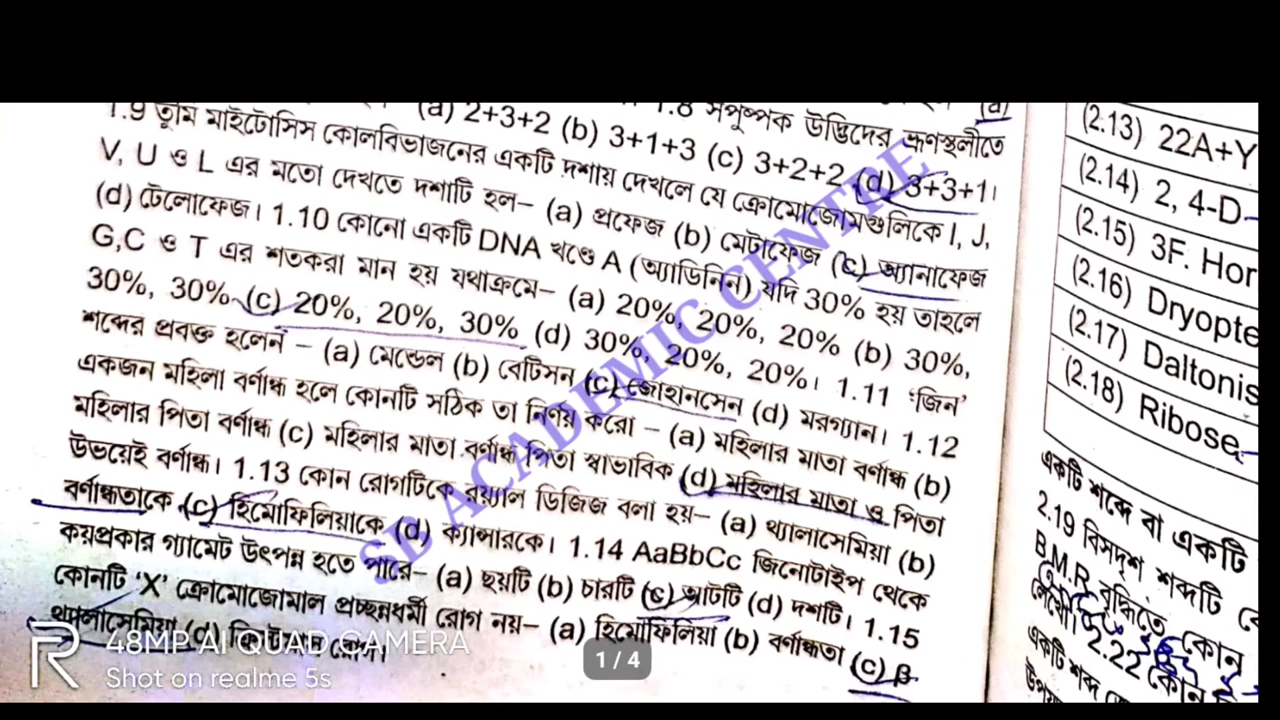 1.8 সপুষ্পক উদ্ভিদের ভ্রূণস্থলীতে
(a) 2+3+2 (b) 3+1+3 (c) 3+2+2 (d) 3+3+1।
1.9 তুমি মাইটোসিস কোলবিভাজনের একটি দশায় দেখলে যে ক্রোমোজোমগুলিকে I, J,
V, U ও L এর মতো দেখতে দশাটি হল– (a) প্রফেজ (b) মেটাফেজ (c) অ্যানাফেজ
(d) টেলোফেজ। 1.10 কোনো একটি DNA খণ্ডে A (অ্যাডিনিন) যদি 30% হয় তাহলে
G,C ও T এর শতকরা মান হয় যথাক্রমে– (a) 20%, 20%, 20% (b) 30%,
30%, 30% (c) 20%, 20%, 30% (d) 30%, 20%, 20%। 1.11 ‘জিন’
শব্দের প্রবক্ত হলেন – (a) মেন্ডেল (b) বেটিসন (c) জোহানসেন (d) মরগ্যান। 1.12
একজন মহিলা বর্ণান্ধ হলে কোনটি সঠিক তা নির্ণয় করো – (a) মহিলার মাতা বর্ণান্ধ (b)
মহিলার পিতা বর্ণান্ধ (c) মহিলার মাতা বর্ণান্ধ পিতা স্বাভাবিক (d) মহিলার মাতা ও পিতা
উভয়েই বর্ণান্ধ। 1.13 কোন রোগটিকে রয়্যাল ডিজিজ বলা হয়– (a) থ্যালাসেমিয়া (b)
বর্ণান্ধতাকে (c) হিমোফিলিয়াকে (d) ক্যান্সারকে। 1.14 AaBbCc জিনোটাইপ থেকে
কয়প্রকার গ্যামেট উৎপন্ন হতে পারে– (a) ছয়টি (b) চারটি (c) আটটি (d) দশটি। 1.15
কোনটি ‘X’ ক্রোমোজোমাল প্রচ্ছন্নধর্মী রোগ নয়– (a) হিমোফিলিয়া (b) বর্ণান্ধতা (c) β-
থ্যালাসেমিয়া (d)
(2.13) 22A+Y
(2.14) 2, 4-D
(2.15) 3F. Hor
(2.16) Dryopte
(2.17) Daltonis
(2.18) Ribose
একটি শব্দে বা একটি
2.19 বিসদৃশ শব্দটি
B.M.R বৃদ্ধিতে কোন
লেখো। 2.22 কোন
একটি শব্দ
SB ACADEMIC CENTRE
48MP AI QUAD CAMERA
Shot on realme 5s
1 / 4